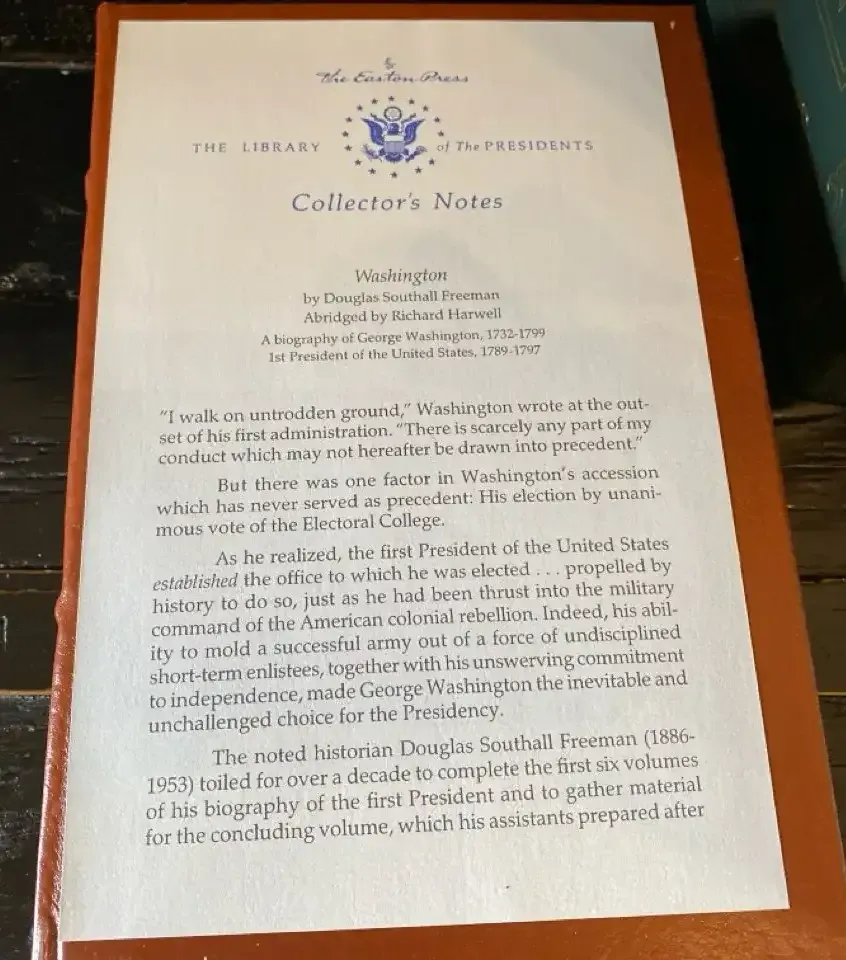 The Easton Press
THE LIBRARY of The PRESIDENTS
Collector's Notes
Washington
by Douglas Southall Freeman
Abridged by Richard Harwell
A biography of George Washington, 1732-1799
1st President of the United States, 1789-1797
"I walk on untrodden ground," Washington wrote at the out-
set of his first administration. "There is scarcely any part of my
conduct which may not hereafter be drawn into precedent."
But there was one factor in Washington's accession
which has never served as precedent: His election by unani-
mous vote of the Electoral College.
As he realized, the first President of the United States
established the office to which he was elected . . . propelled by
history to do so, just as he had been thrust into the military
command of the American colonial rebellion. Indeed, his abil-
ity to mold a successful army out of a force of undisciplined
short-term enlistees, together with his unswerving commitment
to independence, made George Washington the inevitable and
unchallenged choice for the Presidency.
The noted historian Douglas Southall Freeman (1886-
1953) toiled for over a decade to complete the first six volumes
of his biography of the first President and to gather material
for the concluding volume, which his assistants prepared after